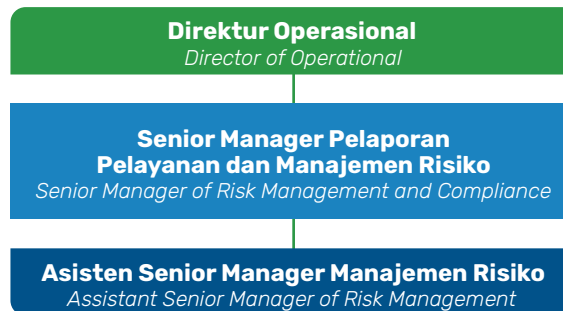 Direktur Operasional
Director of Operational
Senior Manager Pelaporan
Pelayanan dan Manajemen Risiko
Senior Manager of Risk Management and Compliance
Asisten Senior Manager Manajemen Risiko
Assistant Senior Manager of Risk Management